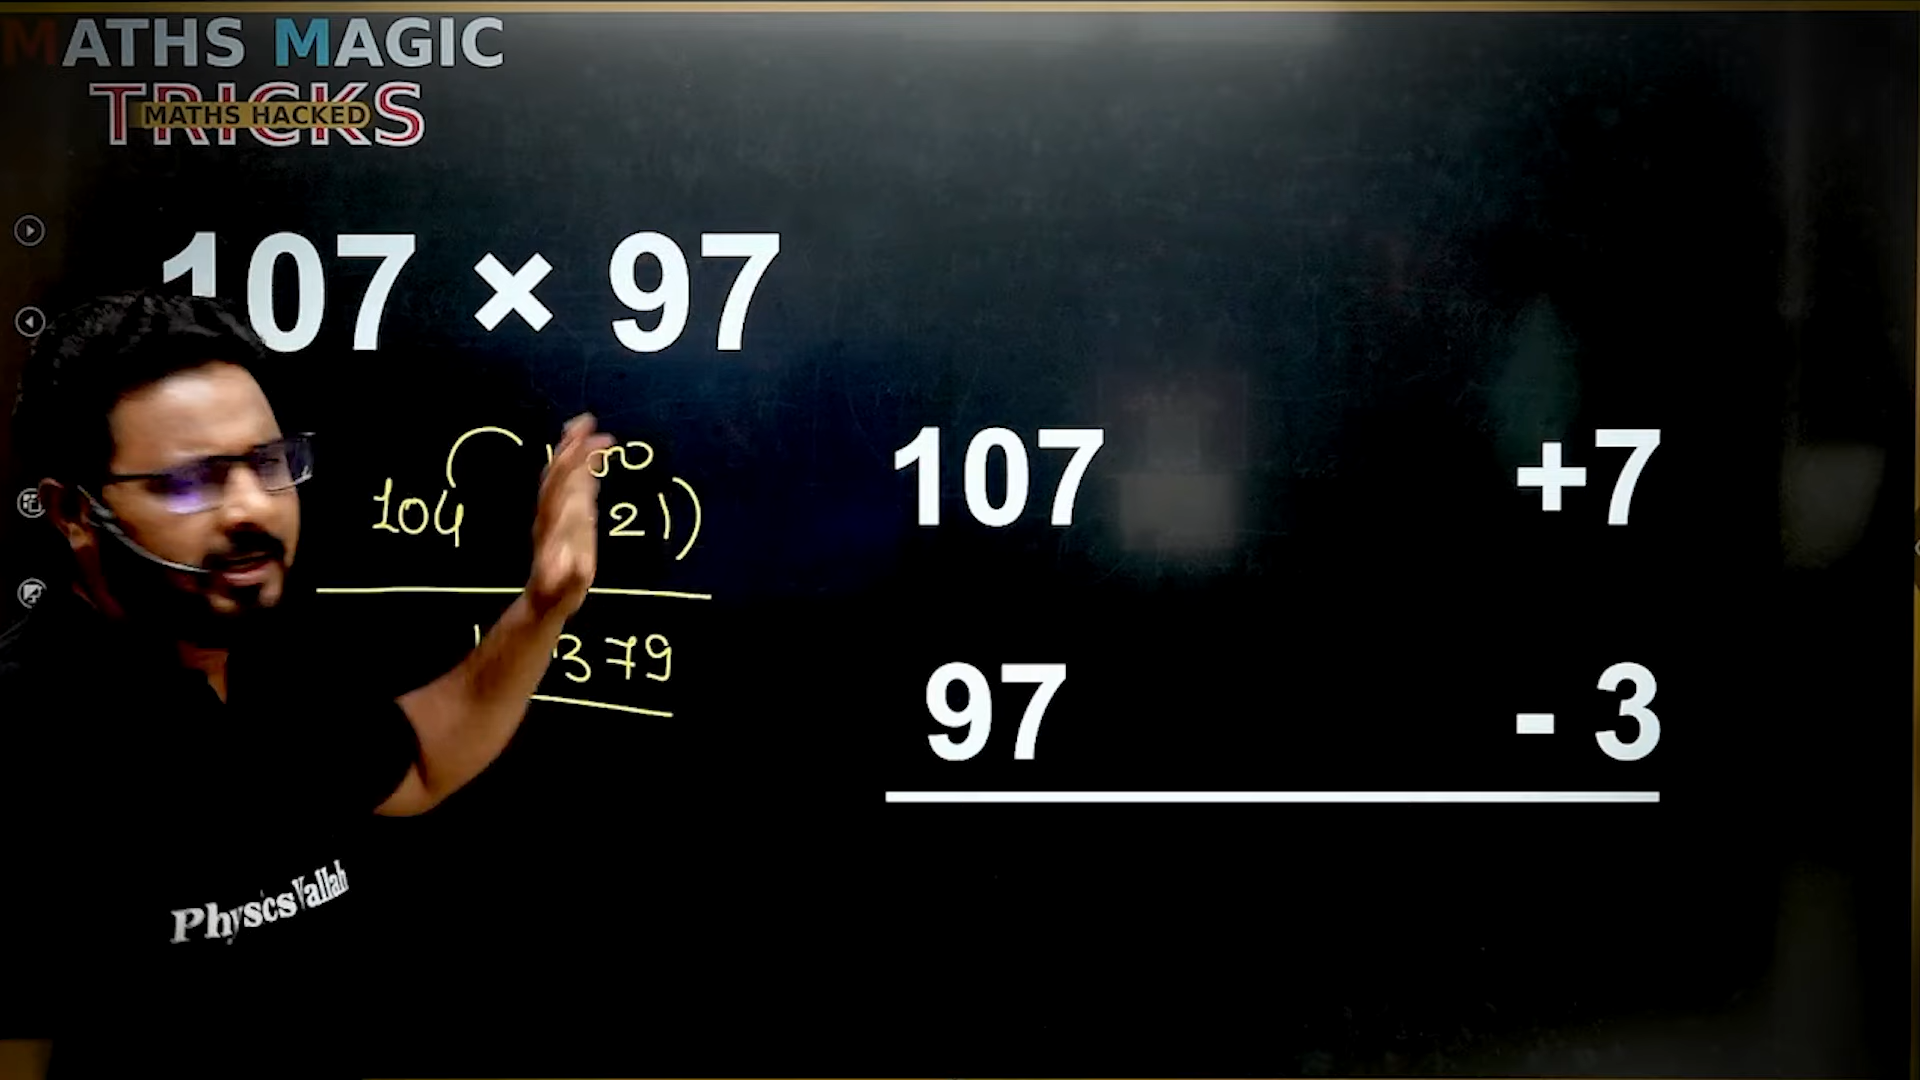 MATHS MAGIC
TRICKS
MATHS HACKED
107 × 97
104
21)
379
107 +7
97 - 3
PhyscsWallah